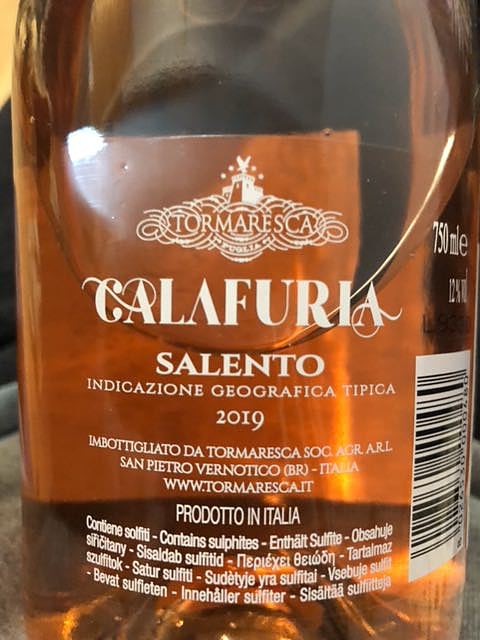 TORMARESCA
PUGLIA
750 ml e
12% vol
CALAFURIA
SALENTO
INDICAZIONE GEOGRAFICA TIPICA
2019
IMBOTTIGLIATO DA TORMARESCA SOC. AGR. A R.L.
SAN PIETRO VERNOTICO (BR) - ITALIA
WWW.TORMARESCA.IT
PRODOTTO IN ITALIA
Contiene solfiti - Contains sulphites - Enthält Sulfite - Obsahuje
siřičitany - Sisaldab sulfitid - Περιέχει θειώδη - Tartalmaz
szulfitok - Satur sulfiti - Sudėtyje yra sulfitai - Vsebuje sulfit
- Bevat sulfieten - Innehåller sulfiter - Sisältää sulfiitteja